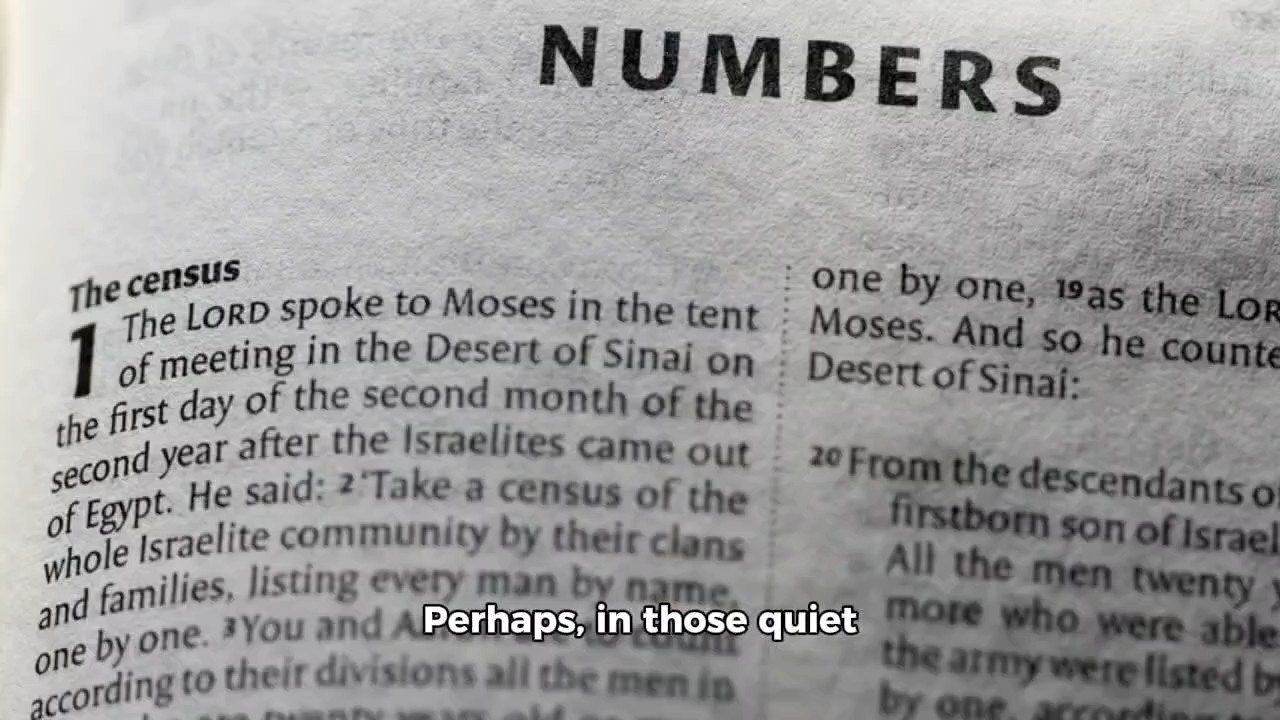 NUMBERS
The census
1 The LORD spoke to Moses in the tent
of meeting in the Desert of Sinai on
the first day of the second month of the
second year after the Israelites came out
of Egypt. He said: 2 ‘Take a census of the
whole Israelite community by their clans
and families, listing every man by name,
one by one. 3 You and
according to their divisions all the men in
one by one, 19 as the
Moses. And so he
Desert of Sinai:
20 From the descendants
firstborn son of
All the men twenty
more who were able
the army were listed
by one,
Perhaps, in those quiet